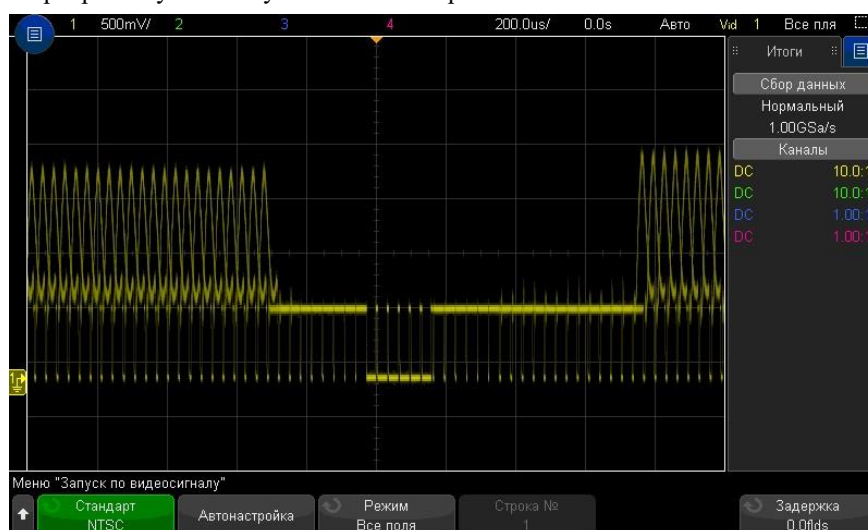 1 500mV/ 2 3 4 200.0us/ 0.0s Авто Vid 1 Все пля
Итоги
Сбор данных
Нормальный
1.00GSa/s
Каналы
DC 10.0:1
DC 10.0:1
DC 1.00:1
DC 1.00:1
1
Меню "Запуск по видеосигналу"
Стандарт
NTSC
Автонастройка
Режим
Все поля
Строка №
1
Задержка
0.0flds